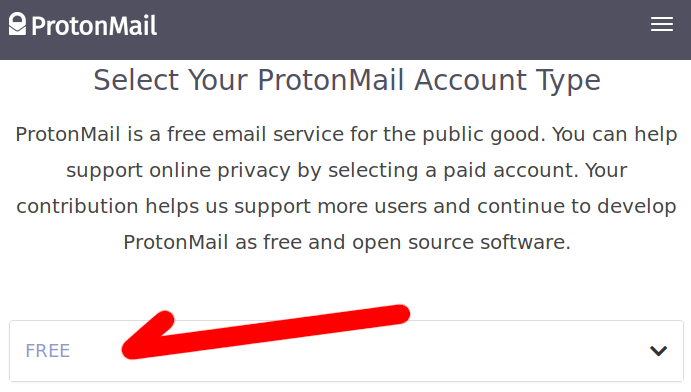 ProtonMail
Select Your ProtonMail Account Type
ProtonMail is a free email service for the public good. You can help
support online privacy by selecting a paid account. Your
contribution helps us support more users and continue to develop
ProtonMail as free and open source software.
FREE